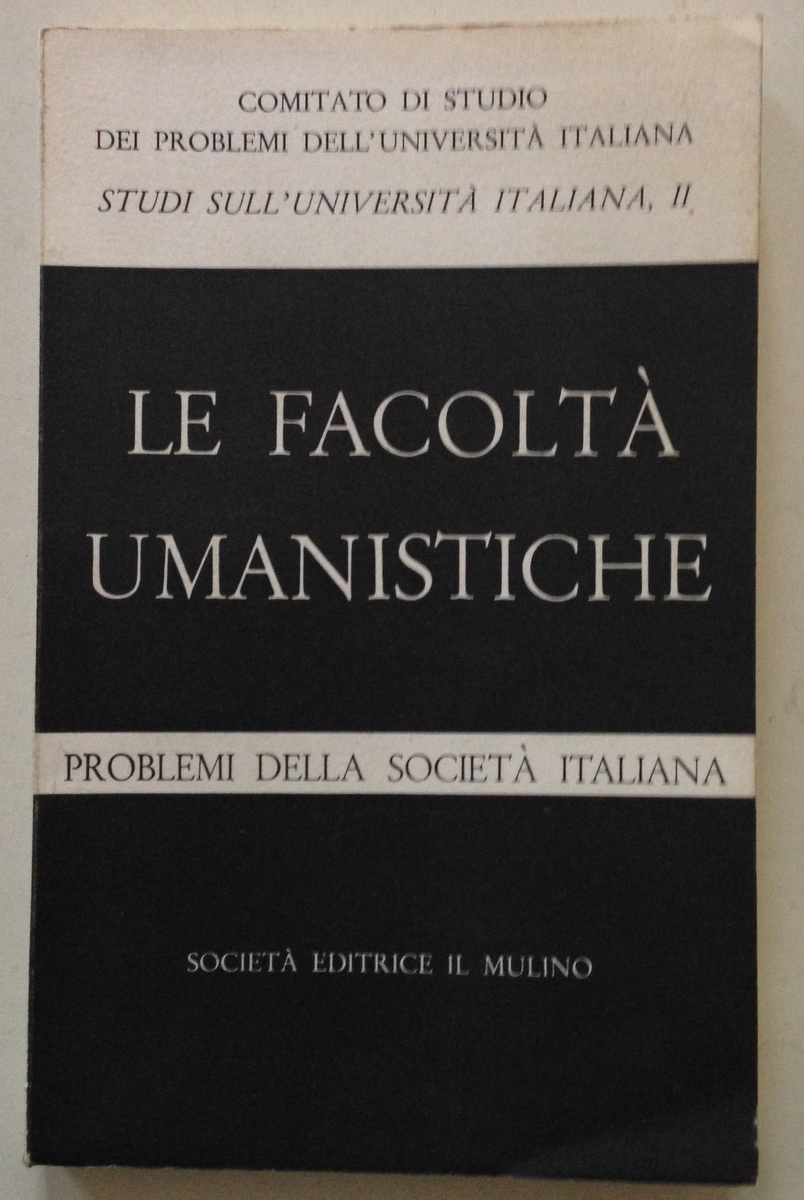 COMITATO DI STUDIO
DEI PROBLEMI DELL'UNIVERSITÀ ITALIANA
STUDI SULL'UNIVERSITÀ ITALIANA, II
LE FACOLTÀ
UMANISTICHE
PROBLEMI DELLA SOCIETÀ ITALIANA
SOCIETÀ EDITRICE IL MULINO